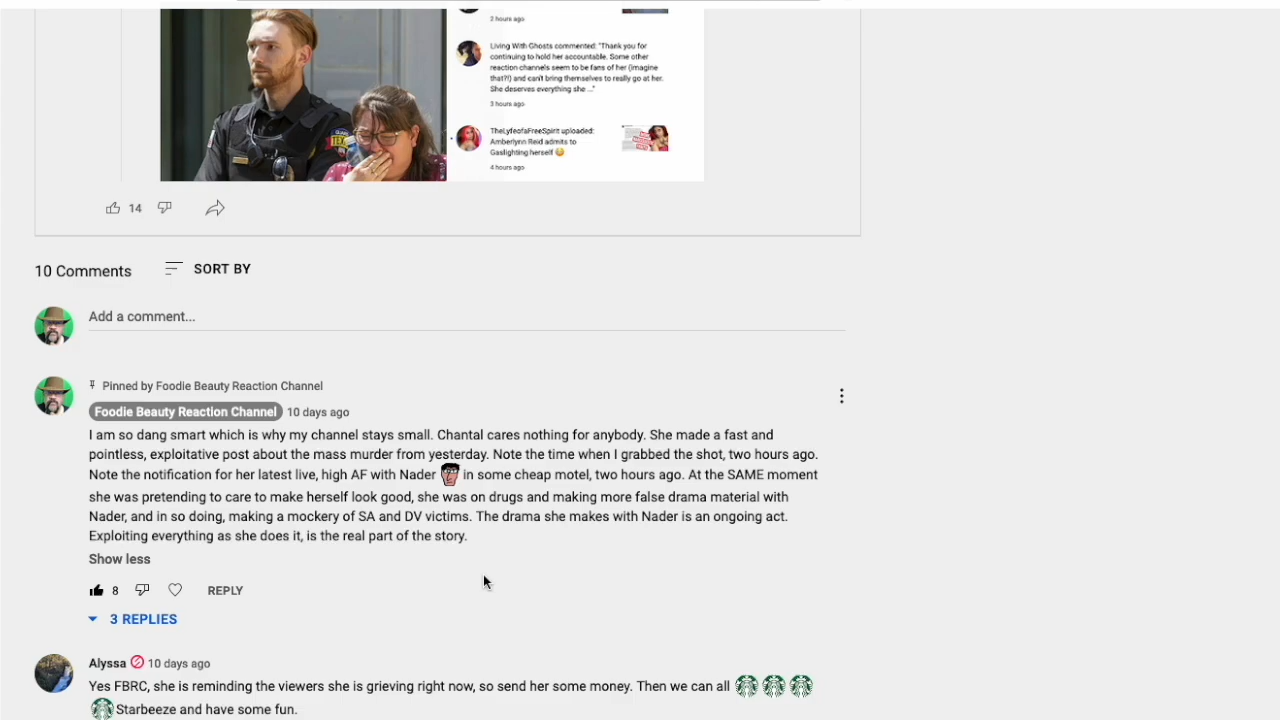 2 hours ago
Living With Ghosts commented: "Thank you for
continuing to hold her accountable. Some other
reaction channels seem to be fans of her (imagine
that?!) and can't bring themselves to really go at her.
She deserves everything she ..."
3 hours ago
TheLyfeofaFreeSpirit uploaded:
Amberlynn Reid admits to
Gaslighting herself 😳
4 hours ago
14
10 Comments
SORT BY
Add a comment...
Pinned by Foodie Beauty Reaction Channel
Foodie Beauty Reaction Channel 10 days ago
I am so dang smart which is why my channel stays small. Chantal cares nothing for anybody. She made a fast and
pointless, exploitative post about the mass murder from yesterday. Note the time when I grabbed the shot, two hours ago.
Note the notification for her latest live, high AF with Nader in some cheap motel, two hours ago. At the SAME moment
she was pretending to care to make herself look good, she was on drugs and making more false drama material with
Nader, and in so doing, making a mockery of SA and DV victims. The drama she makes with Nader is an ongoing act.
Exploiting everything as she does it, is the real part of the story.
Show less
8 REPLY
3 REPLIES
Alyssa 10 days ago
Yes FBRC, she is reminding the viewers she is grieving right now, so send her some money. Then we can all
Starbeeze and have some fun.